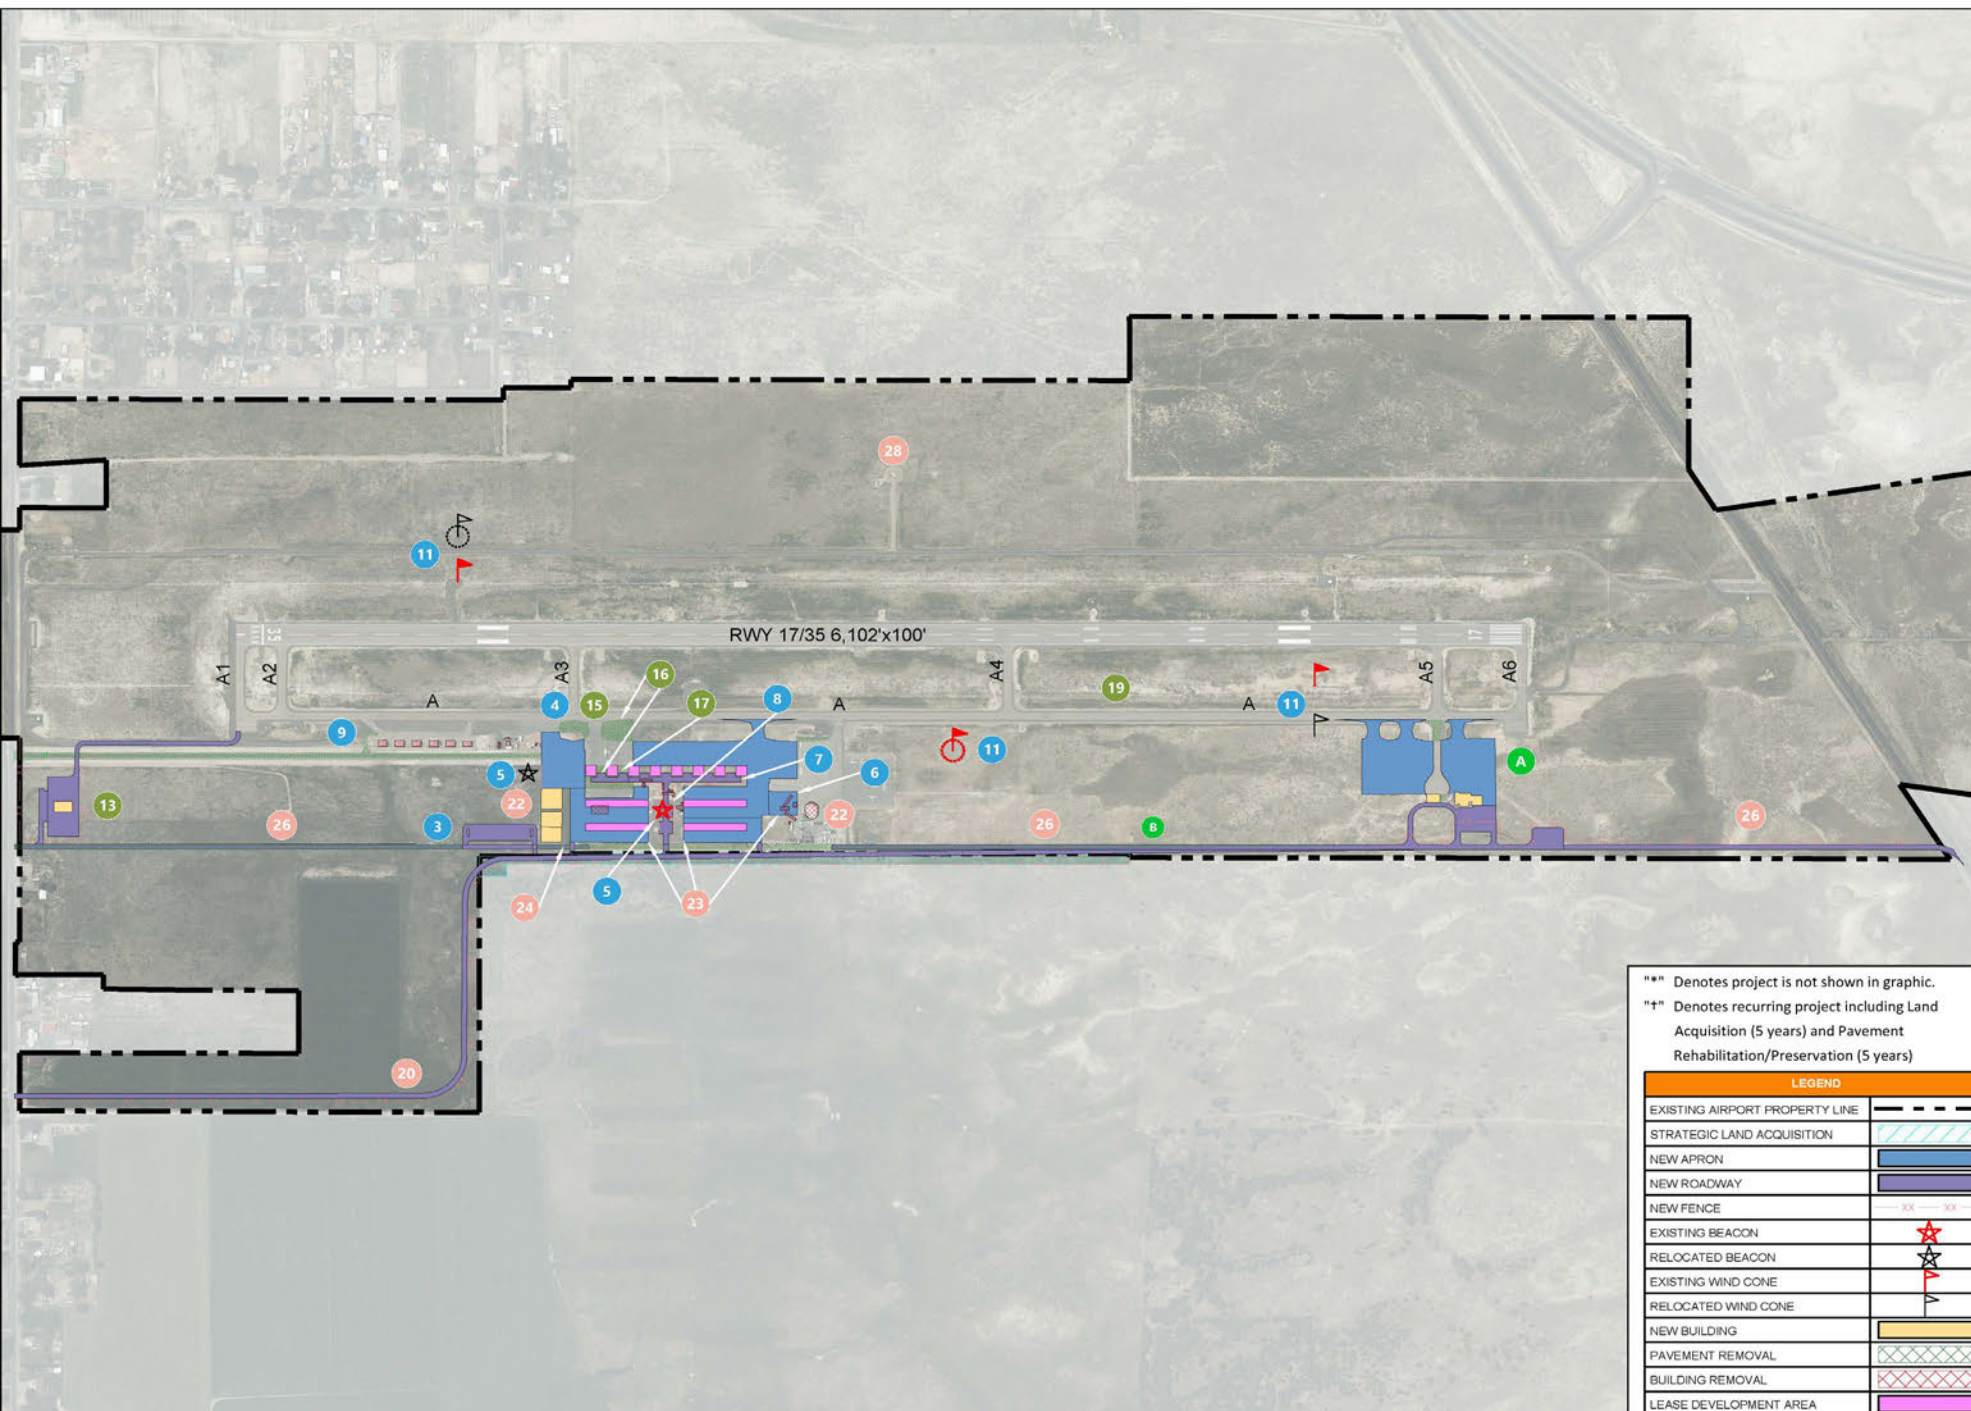 28
11
35
RWY 17/35 6,102'x100'
17
A1
A2
A3
A4
A5
A6
16
19
A
4
15
17
8
A
A
11
9
11
5
7
6
A
13
22
22
26
3
26
B
26
5
24
23
20
"*" Denotes project is not shown in graphic.
"†" Denotes recurring project including Land
Acquisition (5 years) and Pavement
Rehabilitation/Preservation (5 years)
LEGEND
EXISTING AIRPORT PROPERTY LINE
STRATEGIC LAND ACQUISITION
NEW APRON
NEW ROADWAY
NEW FENCE XX XX
EXISTING BEACON
RELOCATED BEACON
EXISTING WIND CONE
RELOCATED WIND CONE
NEW BUILDING
PAVEMENT REMOVAL
BUILDING REMOVAL
LEASE DEVELOPMENT AREA